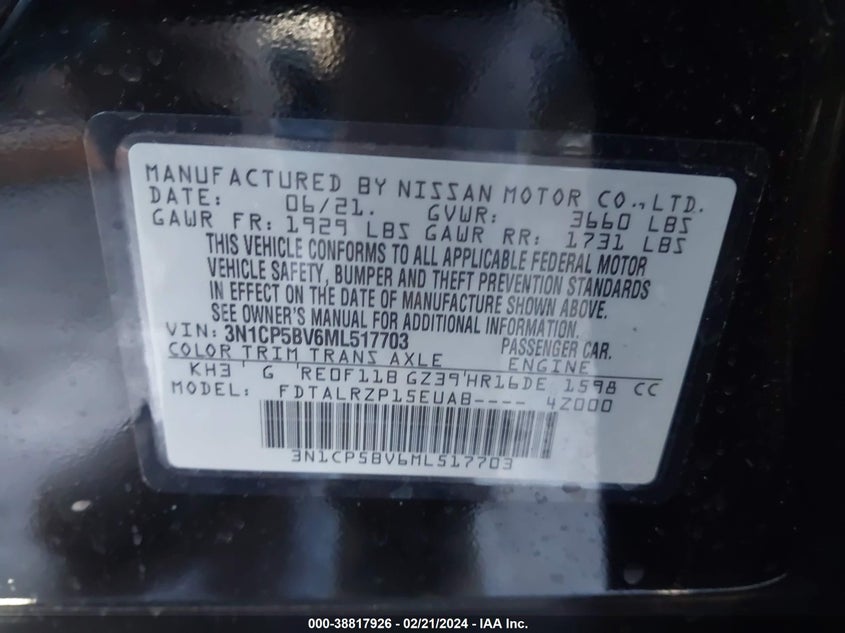 MANUFACTURED BY NISSAN MOTOR CO.,LTD.
DATE: 06/21. GVWR: 3660 LBS
GAWR FR: 1929 LBS GAWR RR: 1731 LBS
THIS VEHICLE CONFORMS TO ALL APPLICABLE FEDERAL MOTOR
VEHICLE SAFETY, BUMPER AND THEFT PREVENTION STANDARDS
IN EFFECT ON THE DATE OF MANUFACTURE SHOWN ABOVE.
SEE OWNER'S MANUAL FOR ADDITIONAL INFORMATION.
VIN: 3N1CP5BV6ML517703 PASSENGER CAR.
COLOR TRIM TRANS AXLE ENGINE
KH3 G RE0F11B GZ39 HR16DE 1598 CC
MODEL: FDTALRZP15EUAB---- 4Z000
3N1CP5BV6ML517703
000-38817926 - 02/21/2024 - IAA Inc.